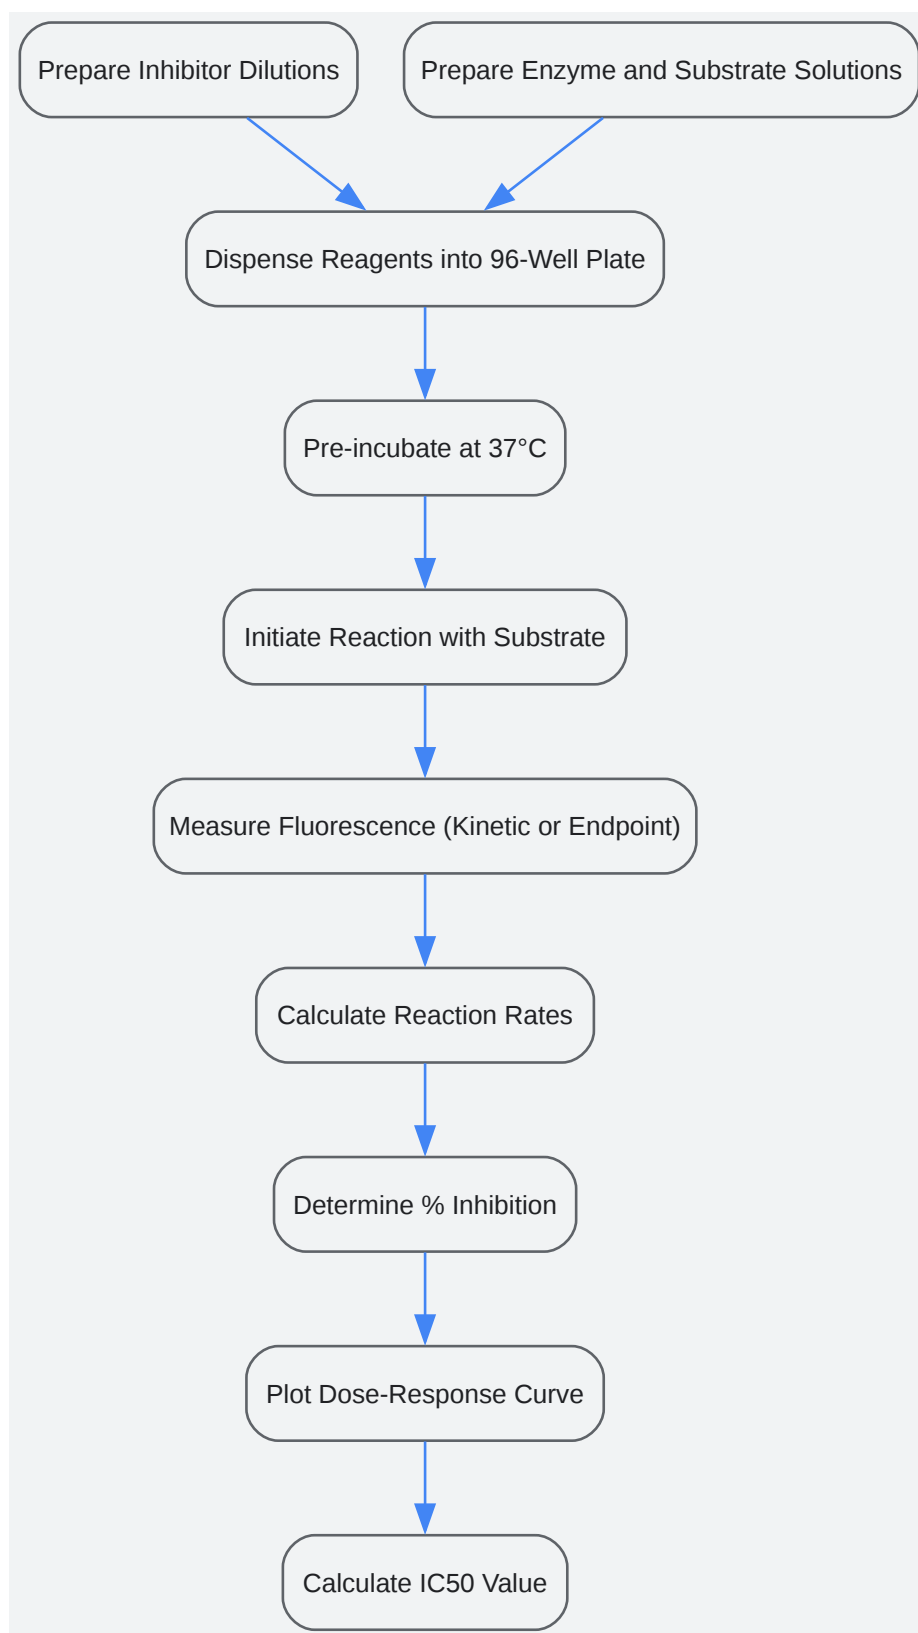 Prepare Inhibitor Dilutions
Prepare Enzyme and Substrate Solutions
Dispense Reagents into 96-Well Plate
Pre-incubate at 37°C
Initiate Reaction with Substrate
Measure Fluorescence (Kinetic or Endpoint)
Calculate Reaction Rates
Determine % Inhibition
Plot Dose-Response Curve
Calculate IC50 Value